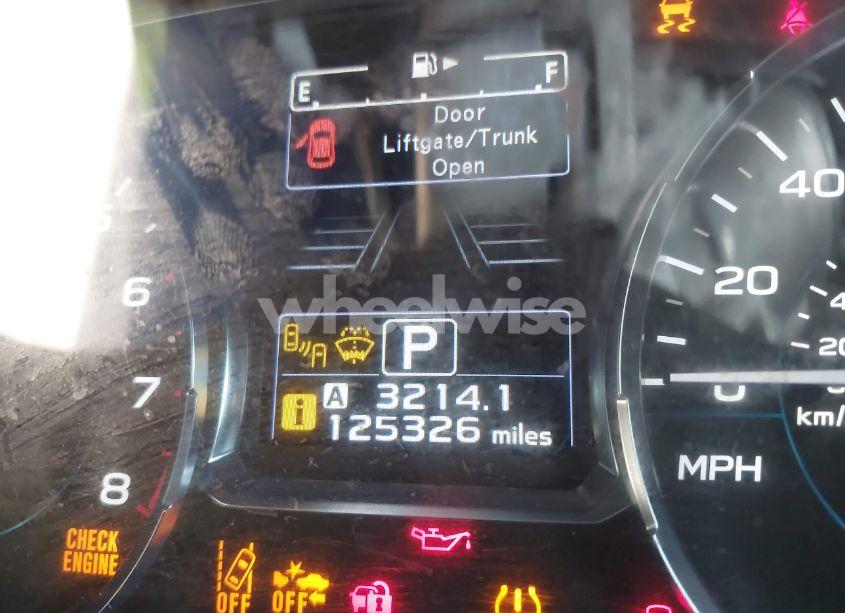 E F
Door
Liftgate/Trunk
Open
40
6
20
20
wheelwise
P
7
0
A 3214.1
125326 miles
km/
8
MPH
CHECK
ENGINE
OFF
OFF